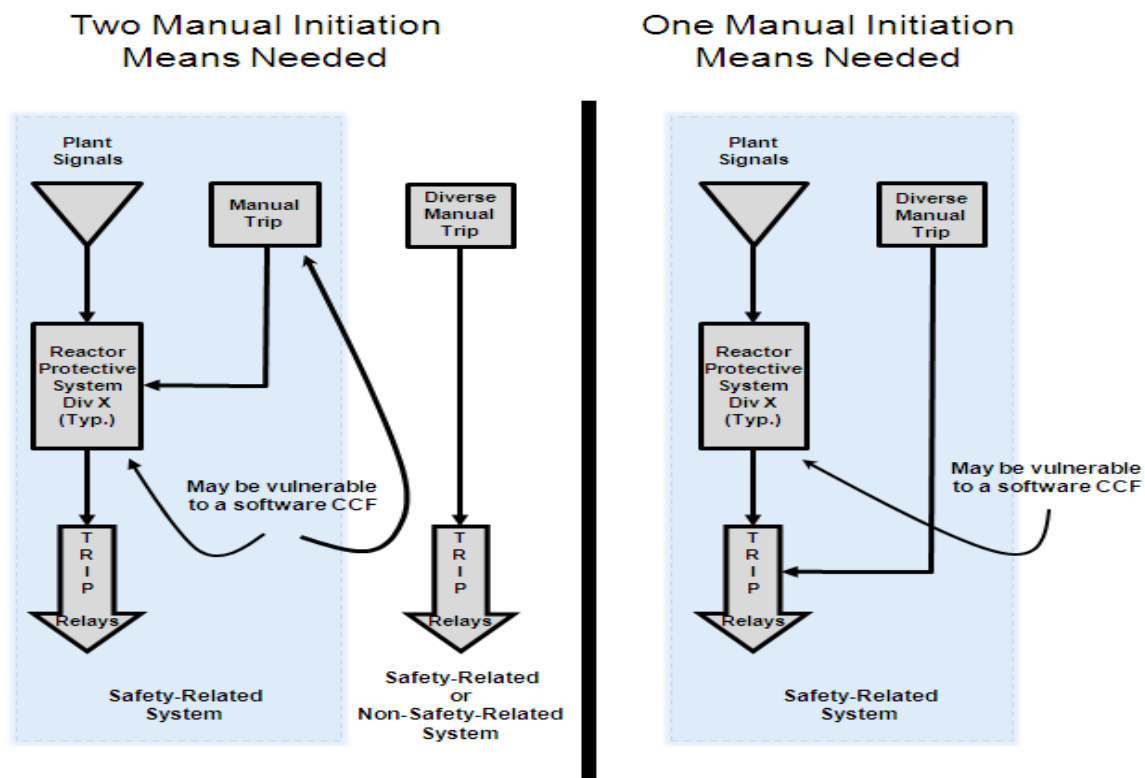 Two Manual Initiation
Means Needed
Plant
Signals
Manual
Trip
Diverse
Manual
Trip
Reactor
Protective
System
Div X
(Typ.)
May be vulnerable
to a software CCF
T
R
I
P
Relays
T
R
I
P
Relays
Safety-Related
System
Safety-Related
or
Non-Safety-Related
System
One Manual Initiation
Means Needed
Plant
Signals
Diverse
Manual
Trip
Reactor
Protective
System
Div X
(Typ.)
May be vulnerable
to a software CCF
T
R
I
P
Relays
Safety-Related
System